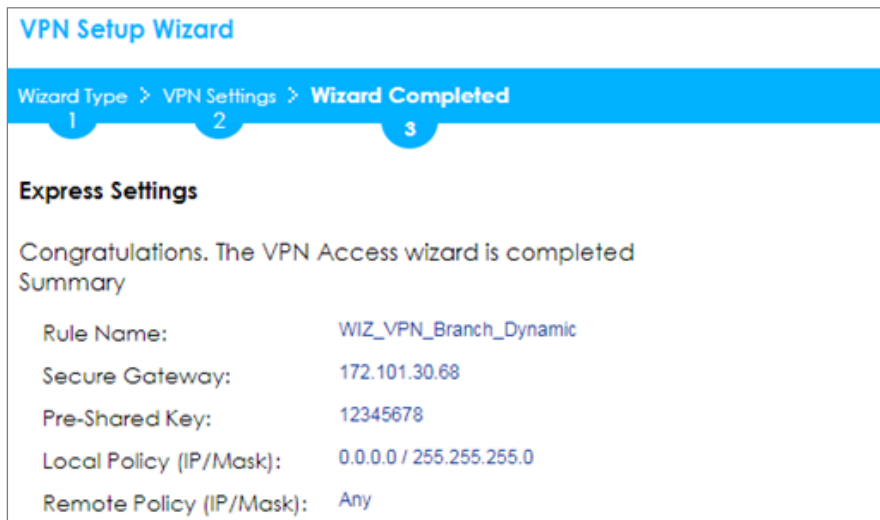 VPN Setup Wizard
Wizard Type > VPN Settings > Wizard Completed
1 2 3
Express Settings
Congratulations. The VPN Access wizard is completed
Summary
Rule Name: WIZ_VPN_Branch_Dynamic
Secure Gateway: 172.101.30.68
Pre-Shared Key: 12345678
Local Policy (IP/Mask): 0.0.0.0 / 255.255.255.0
Remote Policy (IP/Mask): Any